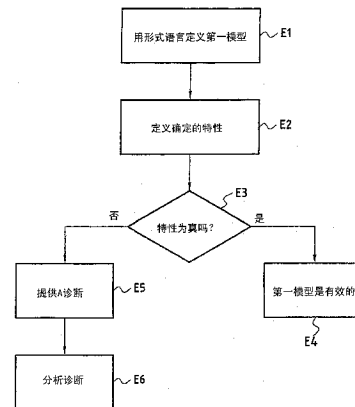 用形式语言定义第一模型
E1
定义确定的特性
E2
E3
特性为真吗?
否
是
提供A诊断
E5
第一模型是有效的
E4
分析诊断
E6